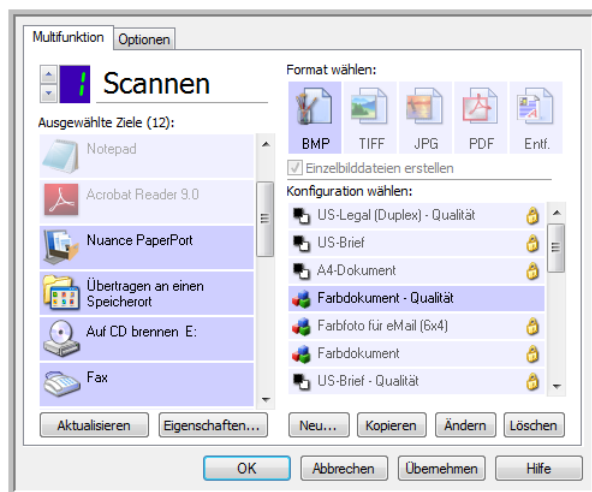 Multifunktion Optionen
1 Scannen
Ausgewählte Ziele (12):
Notepad
Acrobat Reader 9.0
Nuance PaperPort
Übertragen an einen
Speicherort
Auf CD brennen E:
Fax
Aktualisieren Eigenschaften...
Format wählen:
BMP TIFF JPG PDF Entf.
Einzelbilddateien erstellen
Konfiguration wählen:
US-Legal (Duplex) - Qualität
US-Brief
A4-Dokument
Farbdokument - Qualität
Farbfoto für eMail (6x4)
Farbdokument
US-Brief - Qualität
Neu... Kopieren Ändern Löschen
OK Abbrechen Übernehmen Hilfe